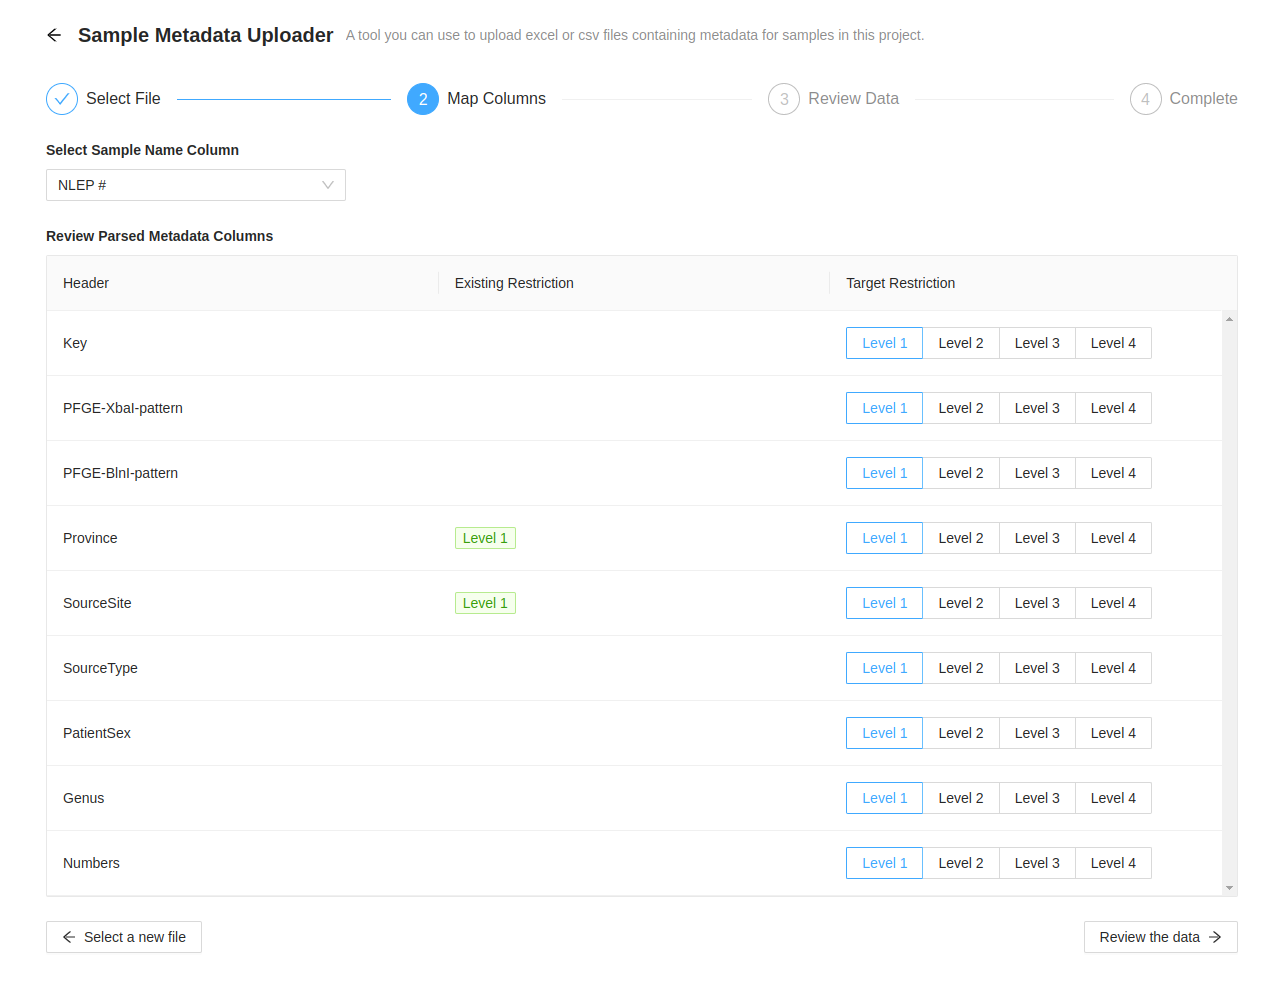 Sample Metadata Uploader A tool you can use to upload excel or csv files containing metadata for samples in this project.
Select File 2 Map Columns 3 Review Data 4 Complete
Select Sample Name Column
NLEP #
Review Parsed Metadata Columns
Header Existing Restriction Target Restriction
Key Level 1 Level 2 Level 3 Level 4
PFGE-XbaI-pattern Level 1 Level 2 Level 3 Level 4
PFGE-BlnI-pattern Level 1 Level 2 Level 3 Level 4
Province Level 1 Level 1 Level 2 Level 3 Level 4
SourceSite Level 1 Level 1 Level 2 Level 3 Level 4
SourceType Level 1 Level 2 Level 3 Level 4
PatientSex Level 1 Level 2 Level 3 Level 4
Genus Level 1 Level 2 Level 3 Level 4
Numbers Level 1 Level 2 Level 3 Level 4
Select a new file Review the data